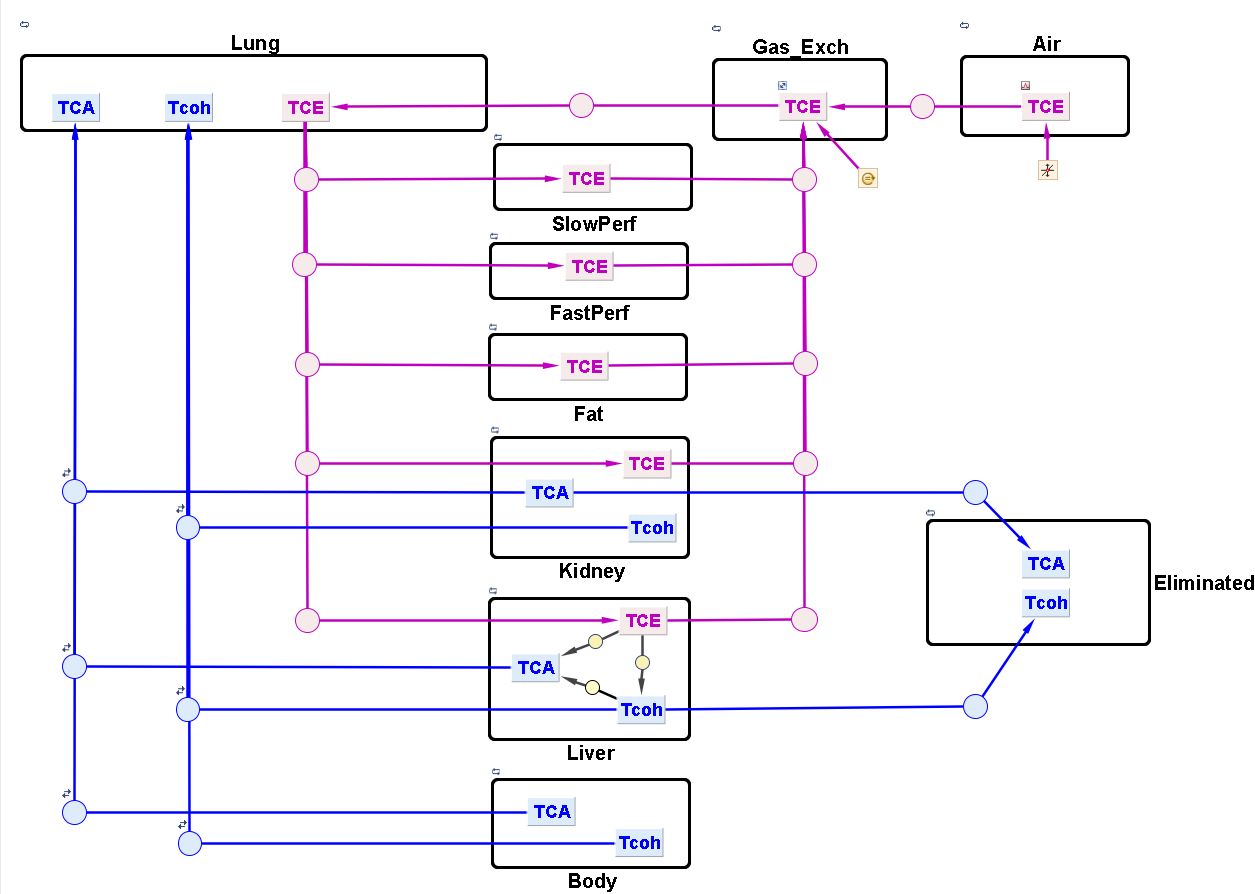 Lung
Gas_Exch
Air
TCA
Tcoh
TCE
TCE
TCE
TCE
SlowPerf
TCE
FastPerf
TCE
Fat
TCE
TCA
Tcoh
Kidney
TCA
Tcoh
Eliminated
TCE
TCA
Tcoh
Liver
TCA
Tcoh
Body